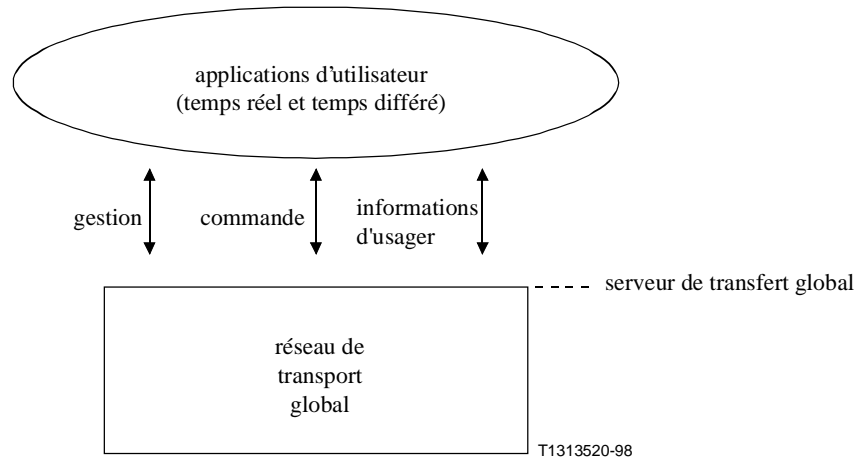 applications d'utilisateur
(temps réel et temps différé)
gestion
commande
informations
d'usager
serveur de transfert global
réseau de
transport
global
T1313520-98